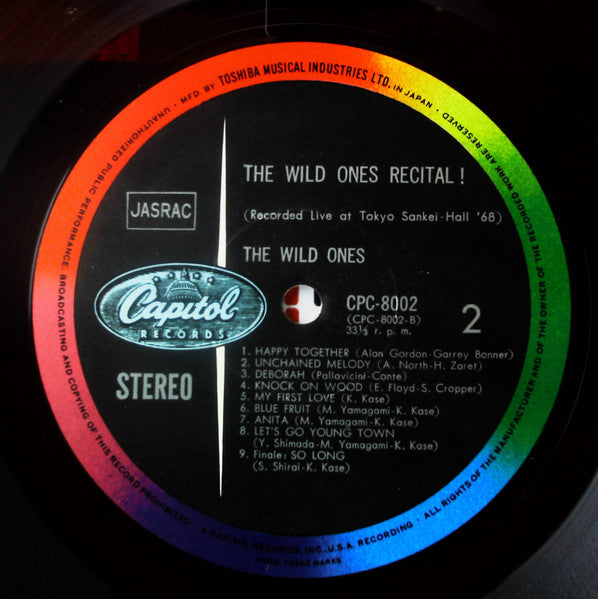 UNAUTHORIZED PUBLIC PERFORMANCE, BROADCASTING AND COPYING OF THIS RECORD PROHIBITED · MFD. BY TOSHIBA MUSICAL INDUSTRIES LTD. IN JAPAN · ALL RIGHTS OF THE MANUFACTURER AND OF THE OWNER OF THE RECORDED WORK ARE RESERVED
THE WILD ONES RECITAL !
JASRAC
(Recorded Live at Tokyo Sankei-Hall '68)
THE WILD ONES
Capitol
RECORDS
CPC-8002
(CPC-8002-B)
33⅓ r. p. m.
2
STEREO
1. HAPPY TOGETHER (Alan Gordon-Garrey Bonner)
2. UNCHAINED MELODY (A. North-H. Zaret)
3. DEBORAH (Pallavicini-Conte)
4. KNOCK ON WOOD (E. Floyd-S. Cropper)
5. MY FIRST LOVE (K. Kase)
6. BLUE FRUIT (M. Yamagami-K. Kase)
7. ANITA (M. Yamagami-K. Kase)
8. LET'S GO YOUNG TOWN
(Y. Shimada-M. Yamagami-K. Kase)
9. Finale: SO LONG
(S. Shirai-K. Kase)
· A CAPITOL RECORDS, INC., U.S.A. RECORDING ·
TRADE MARKS